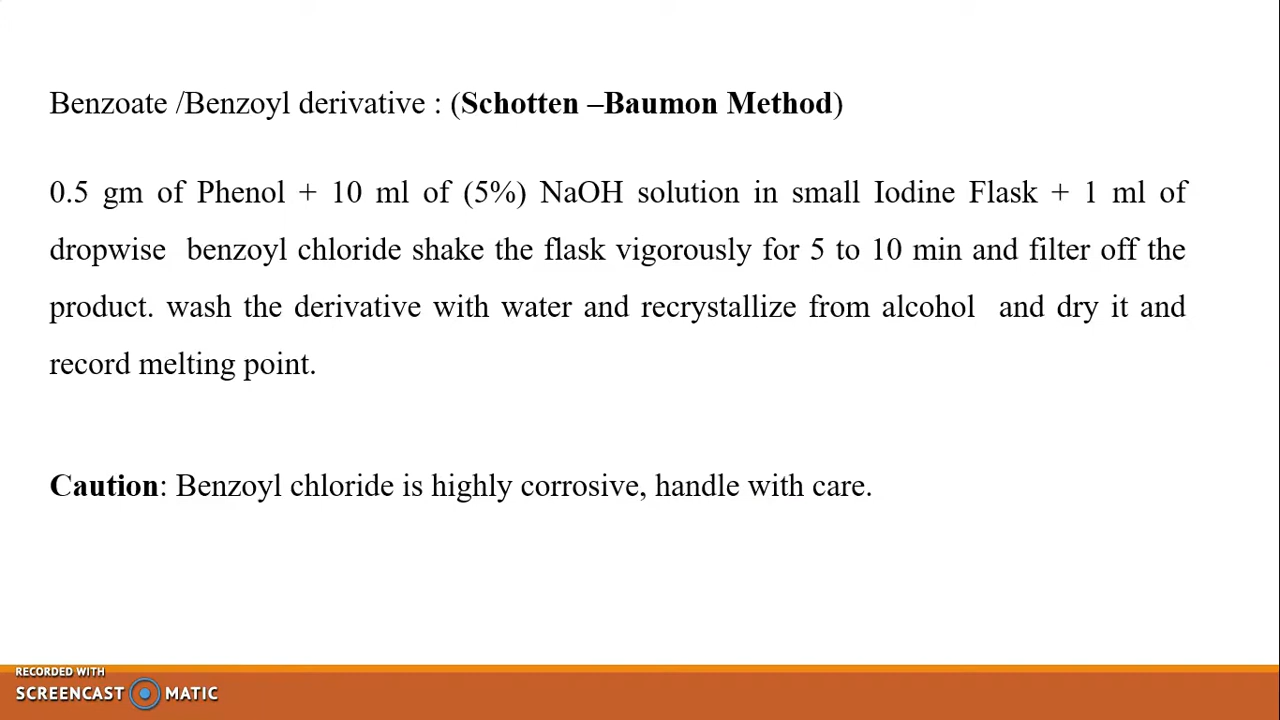 Benzoate /Benzoyl derivative : (Schotten –Baumon Method)
0.5 gm of Phenol + 10 ml of (5%) NaOH solution in small Iodine Flask + 1 ml of
dropwise benzoyl chloride shake the flask vigorously for 5 to 10 min and filter off the
product. wash the derivative with water and recrystallize from alcohol and dry it and
record melting point.
Caution: Benzoyl chloride is highly corrosive, handle with care.
RECORDED WITH
SCREENCAST MATIC